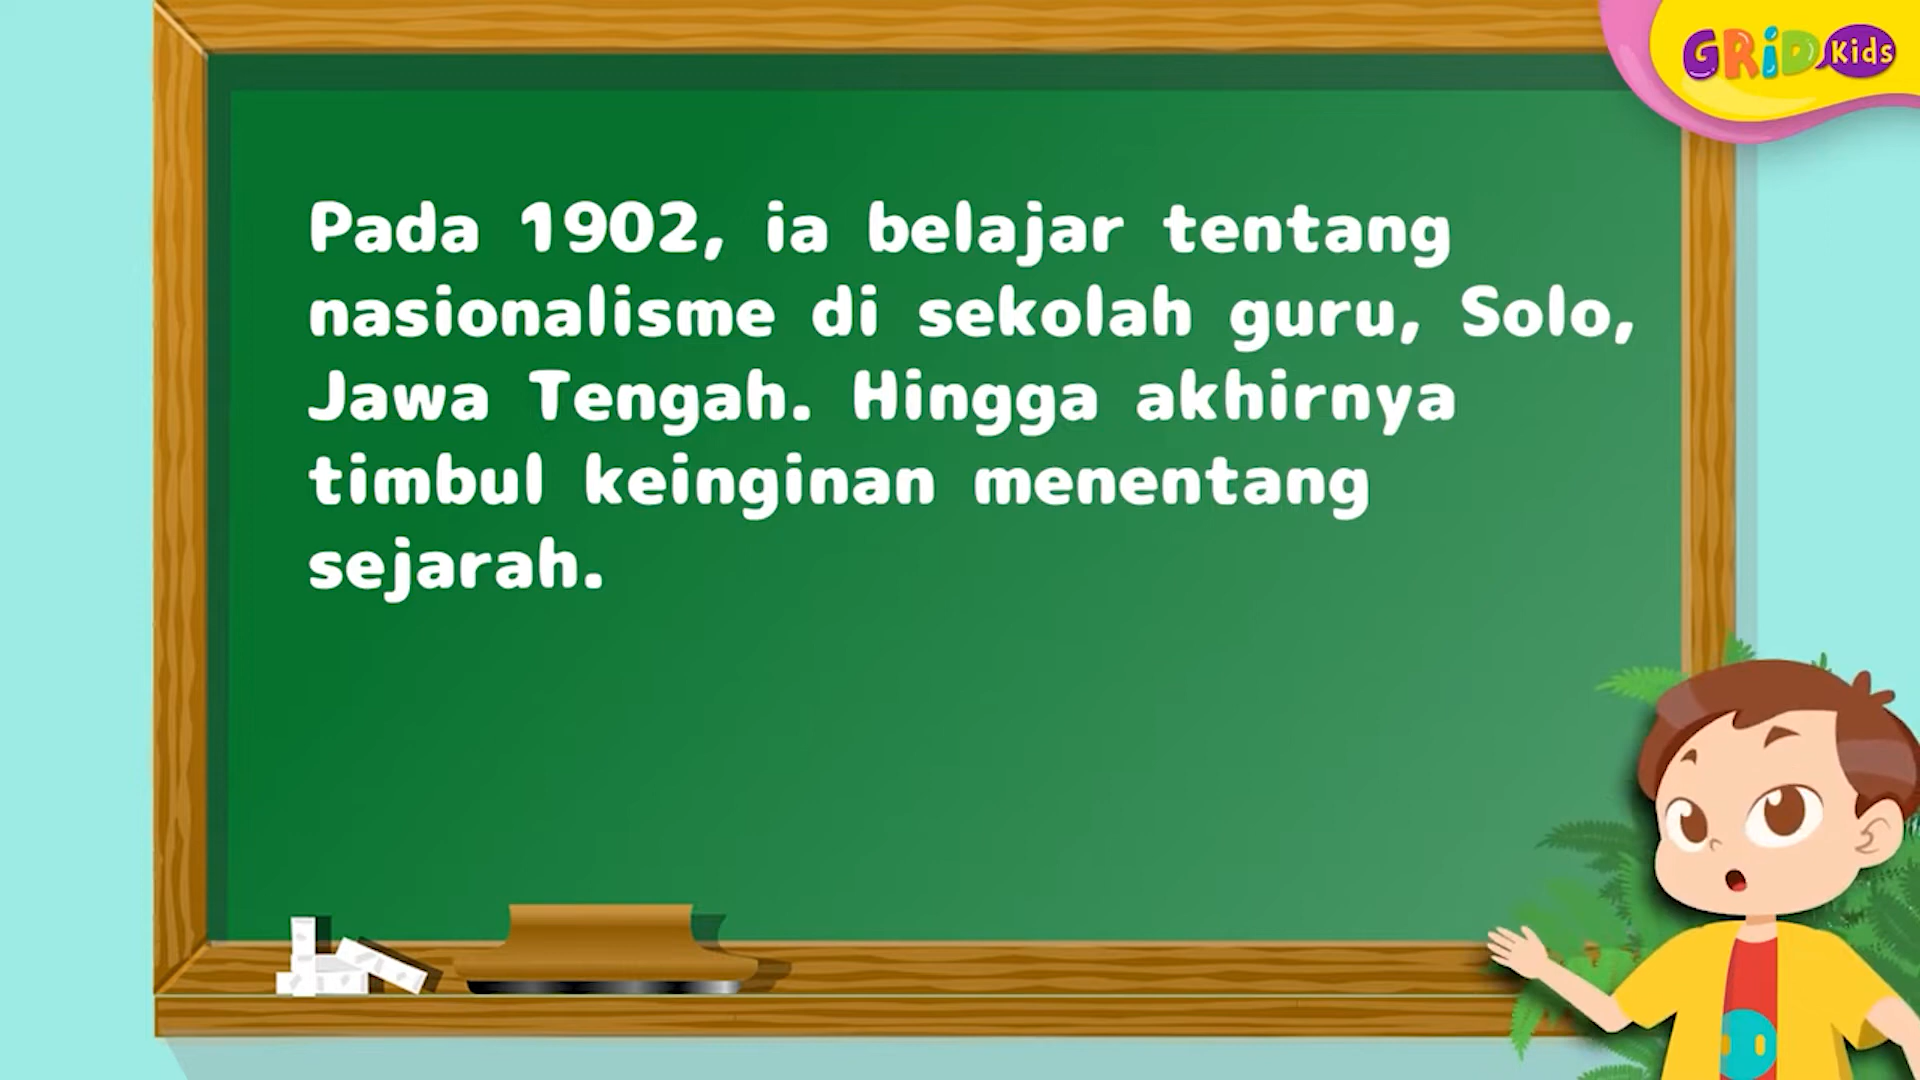 GRiD Kids
Pada 1902, ia belajar tentang
nasionalisme di sekolah guru, Solo,
Jawa Tengah. Hingga akhirnya
timbul keinginan menentang
sejarah.